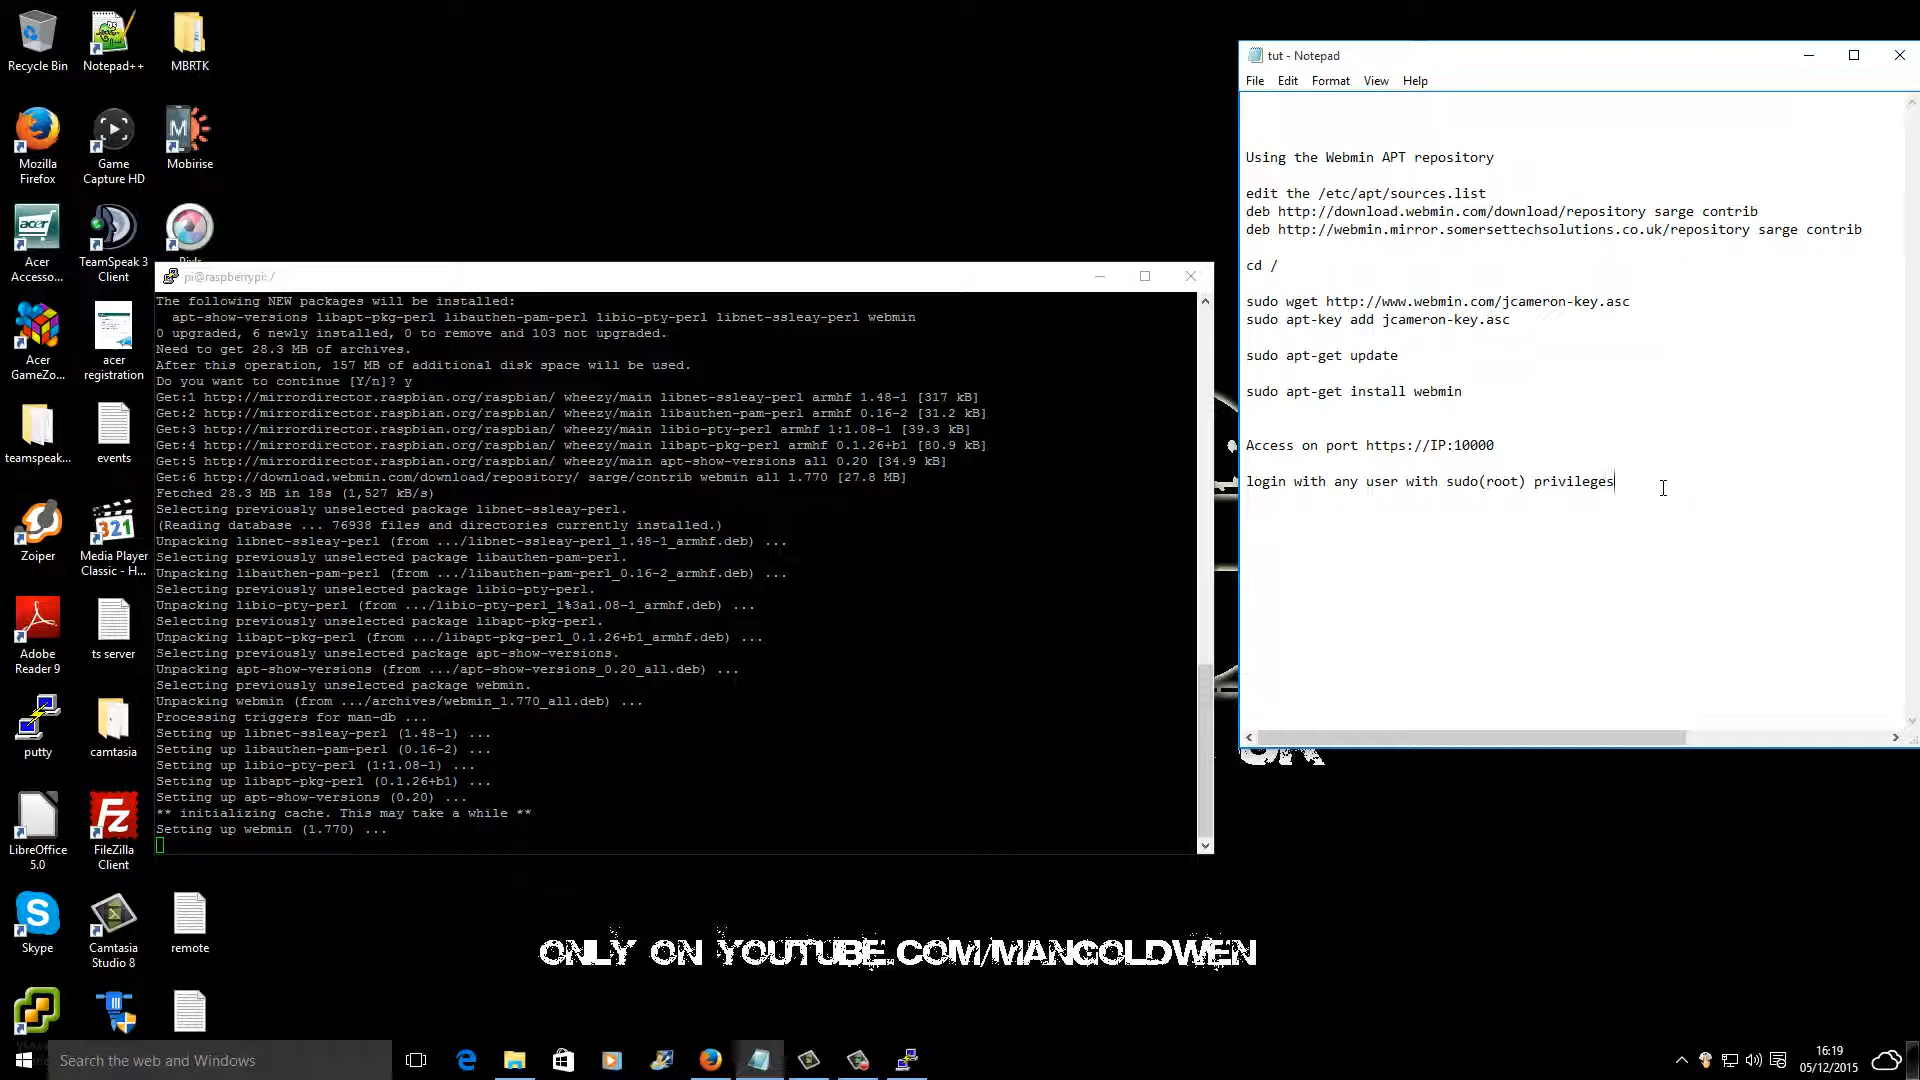 Recycle Bin
Notepad++
MBRTK
Mozilla
Firefox
Game
Capture HD
Mobirise
Acer
Accesso...
TeamSpeak 3
Client
Acer
GameZo...
acer
registration
teamspeak...
events
Zoiper
Media Player
Classic - H...
Adobe
Reader 9
ts server
putty
camtasia
LibreOffice
5.0
FileZilla
Client
Skype
Camtasia
Studio 8
remote
pi@raspberrypi: /
The following NEW packages will be installed:
apt-show-versions libapt-pkg-perl libauthen-pam-perl libio-pty-perl libnet-ssleay-perl webmin
0 upgraded, 6 newly installed, 0 to remove and 103 not upgraded.
Need to get 28.3 MB of archives.
After this operation, 157 MB of additional disk space will be used.
Do you want to continue [Y/n]? y
Get:1 http://mirrordirector.raspbian.org/raspbian/ wheezy/main libnet-ssleay-perl armhf 1.48-1 [317 kB]
Get:2 http://mirrordirector.raspbian.org/raspbian/ wheezy/main libauthen-pam-perl armhf 0.16-2 [31.2 kB]
Get:3 http://mirrordirector.raspbian.org/raspbian/ wheezy/main libio-pty-perl armhf 1:1.08-1 [39.3 kB]
Get:4 http://mirrordirector.raspbian.org/raspbian/ wheezy/main libapt-pkg-perl armhf 0.1.26+b1 [80.9 kB]
Get:5 http://mirrordirector.raspbian.org/raspbian/ wheezy/main apt-show-versions all 0.20 [34.9 kB]
Get:6 http://download.webmin.com/download/repository/ sarge/contrib webmin all 1.770 [27.8 MB]
Fetched 28.3 MB in 18s (1,527 kB/s)
Selecting previously unselected package libnet-ssleay-perl.
(Reading database ... 76938 files and directories currently installed.)
Unpacking libnet-ssleay-perl (from .../libnet-ssleay-perl_1.48-1_armhf.deb) ...
Selecting previously unselected package libauthen-pam-perl.
Unpacking libauthen-pam-perl (from .../libauthen-pam-perl_0.16-2_armhf.deb) ...
Selecting previously unselected package libio-pty-perl.
Unpacking libio-pty-perl (from .../libio-pty-perl_1%3a1.08-1_armhf.deb) ...
Selecting previously unselected package libapt-pkg-perl.
Unpacking libapt-pkg-perl (from .../libapt-pkg-perl_0.1.26+b1_armhf.deb) ...
Selecting previously unselected package apt-show-versions.
Unpacking apt-show-versions (from .../apt-show-versions_0.20_all.deb) ...
Selecting previously unselected package webmin.
Unpacking webmin (from .../archives/webmin_1.770_all.deb) ...
Processing triggers for man-db ...
Setting up libnet-ssleay-perl (1.48-1) ...
Setting up libauthen-pam-perl (0.16-2) ...
Setting up libio-pty-perl (1:1.08-1) ...
Setting up libapt-pkg-perl (0.1.26+b1) ...
Setting up apt-show-versions (0.20) ...
** initializing cache. This may take a while **
Setting up webmin (1.770) ...
tut - Notepad
File Edit Format View Help
Using the Webmin APT repository
edit the /etc/apt/sources.list
deb http://download.webmin.com/download/repository sarge contrib
deb http://webmin.mirror.somersettechsolutions.co.uk/repository sarge contrib
cd /
sudo wget http://www.webmin.com/jcameron-key.asc
sudo apt-key add jcameron-key.asc
sudo apt-get update
sudo apt-get install webmin
Access on port https://IP:10000
login with any user with sudo(root) privileges
ONLY ON YOUTUBE.COM/MANGOLDWEN
Search the web and Windows
16:19
05/12/2015